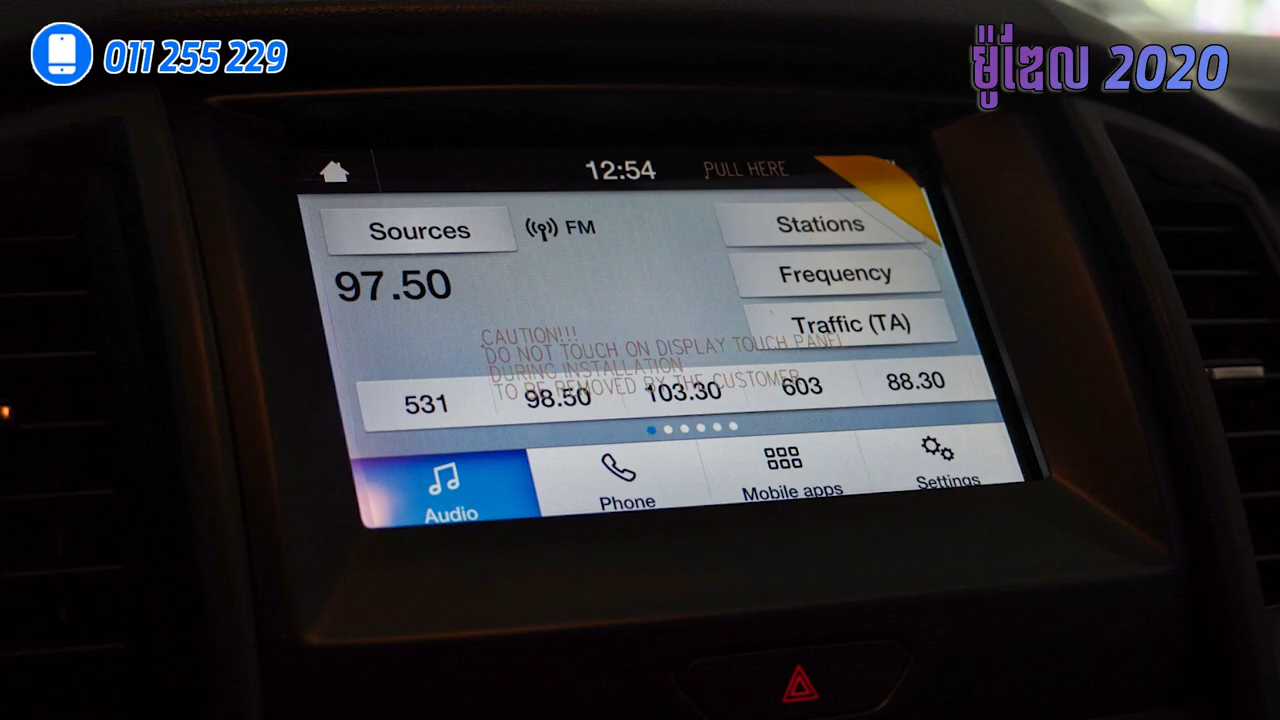 011 255 229
ម៉ូឌែល 2020
12:54
PULL HERE
Sources
FM
Stations
97.50
Frequency
Traffic (TA)
CAUTION!!!
DO NOT TOUCH ON DISPLAY TOUCH PANEL
DURING INSTALLATION
TO BE REMOVED BY THE CUSTOMER
531 98.50 103.30 603 88.30
Audio Phone Mobile apps Settings